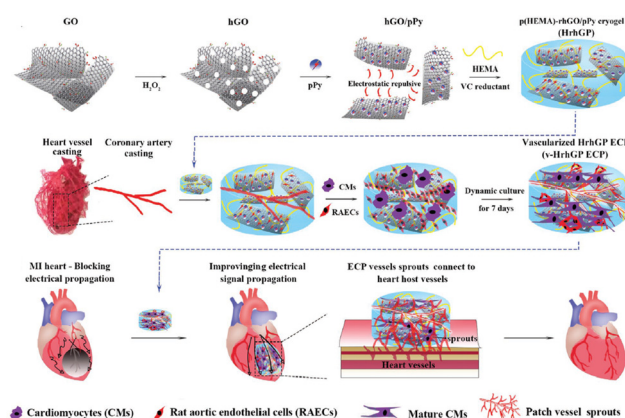 GO
hGO
hGO/pPy
p(HEMA)-rhGO/pPy cryogel
(HrhGP)
H₂O₂
pPy
Electrostatic repulsive
HEMA
VC reductant
Heart vessel
casting
Coronary artery
casting
CMs
RAECs
Dynamic culture
for 7 days
Vascularized HrhGP ECP
(v-HrhGP ECP)
MI heart - Blocking
electrical propagation
Improvinging electrical
signal propagation
ECP vessels sprouts connect to
heart host vessels
sprouts
Heart vessels
Cardiomyocytes (CMs)
Rat aortic endothelial cells (RAECs)
Mature CMs
Patch vessel sprouts